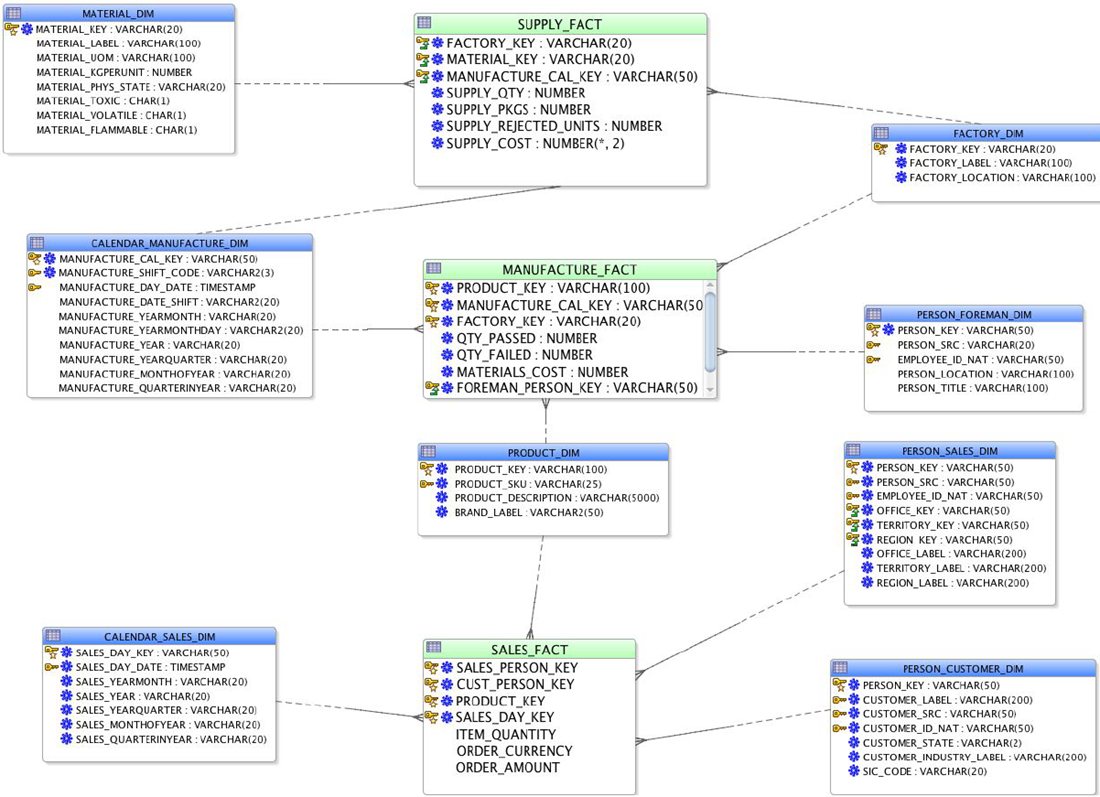 MATERIAL_DIM
MATERIAL_KEY : VARCHAR(20)
MATERIAL_LABEL : VARCHAR(100)
MATERIAL_UOM : VARCHAR(100)
MATERIAL_KGPERUNIT : NUMBER
MATERIAL_PHYS_STATE : VARCHAR(20)
MATERIAL_TOXIC : CHAR(1)
MATERIAL_VOLATILE : CHAR(1)
MATERIAL_FLAMMABLE : CHAR(1)
SUPPLY_FACT
FACTORY_KEY : VARCHAR(20)
MATERIAL_KEY : VARCHAR(20)
MANUFACTURE_CAL_KEY : VARCHAR(50)
SUPPLY_QTY : NUMBER
SUPPLY_PKGS : NUMBER
SUPPLY_REJECTED_UNITS : NUMBER
SUPPLY_COST : NUMBER(*, 2)
FACTORY_DIM
FACTORY_KEY : VARCHAR(20)
FACTORY_LABEL : VARCHAR(100)
FACTORY_LOCATION : VARCHAR(100)
CALENDAR_MANUFACTURE_DIM
MANUFACTURE_CAL_KEY : VARCHAR(50)
MANUFACTURE_SHIFT_CODE : VARCHAR2(3)
MANUFACTURE_DAY_DATE : TIMESTAMP
MANUFACTURE_DATE_SHIFT : VARCHAR2(20)
MANUFACTURE_YEARMONTH : VARCHAR(20)
MANUFACTURE_YEARMONTHDAY : VARCHAR2(20)
MANUFACTURE_YEAR : VARCHAR(20)
MANUFACTURE_YEARQUARTER : VARCHAR(20)
MANUFACTURE_MONTHOFYEAR : VARCHAR(20)
MANUFACTURE_QUARTERINYEAR : VARCHAR(20)
MANUFACTURE_FACT
PRODUCT_KEY : VARCHAR(100)
MANUFACTURE_CAL_KEY : VARCHAR(50
FACTORY_KEY : VARCHAR(20)
QTY_PASSED : NUMBER
QTY_FAILED : NUMBER
MATERIALS_COST : NUMBER
FOREMAN_PERSON_KEY : VARCHAR(50)
PERSON_FOREMAN_DIM
PERSON_KEY : VARCHAR(50)
PERSON_SRC : VARCHAR(20)
EMPLOYEE_ID_NAT : VARCHAR(50)
PERSON_LOCATION : VARCHAR(100)
PERSON_TITLE : VARCHAR(100)
PRODUCT_DIM
PRODUCT_KEY : VARCHAR(100)
PRODUCT_SKU : VARCHAR(25)
PRODUCT_DESCRIPTION : VARCHAR(5000)
BRAND_LABEL : VARCHAR2(50)
PERSON_SALES_DIM
PERSON_KEY : VARCHAR(50)
PERSON_SRC : VARCHAR(50)
EMPLOYEE_ID_NAT : VARCHAR(50)
OFFICE_KEY : VARCHAR(50)
TERRITORY_KEY : VARCHAR(50)
REGION_KEY : VARCHAR(50)
OFFICE_LABEL : VARCHAR(200)
TERRITORY_LABEL : VARCHAR(200)
REGION_LABEL : VARCHAR(200)
CALENDAR_SALES_DIM
SALES_DAY_KEY : VARCHAR(50)
SALES_DAY_DATE : TIMESTAMP
SALES_YEARMONTH : VARCHAR(20)
SALES_YEAR : VARCHAR(20)
SALES_YEARQUARTER : VARCHAR(20)
SALES_MONTHOFYEAR : VARCHAR(20)
SALES_QUARTERINYEAR : VARCHAR(20)
SALES_FACT
SALES_PERSON_KEY
CUST_PERSON_KEY
PRODUCT_KEY
SALES_DAY_KEY
ITEM_QUANTITY
ORDER_CURRENCY
ORDER_AMOUNT
PERSON_CUSTOMER_DIM
PERSON_KEY : VARCHAR(50)
CUSTOMER_LABEL : VARCHAR(200)
CUSTOMER_SRC : VARCHAR(50)
CUSTOMER_ID_NAT : VARCHAR(50)
CUSTOMER_STATE : VARCHAR(2)
CUSTOMER_INDUSTRY_LABEL : VARCHAR(200)
SIC_CODE : VARCHAR(20)